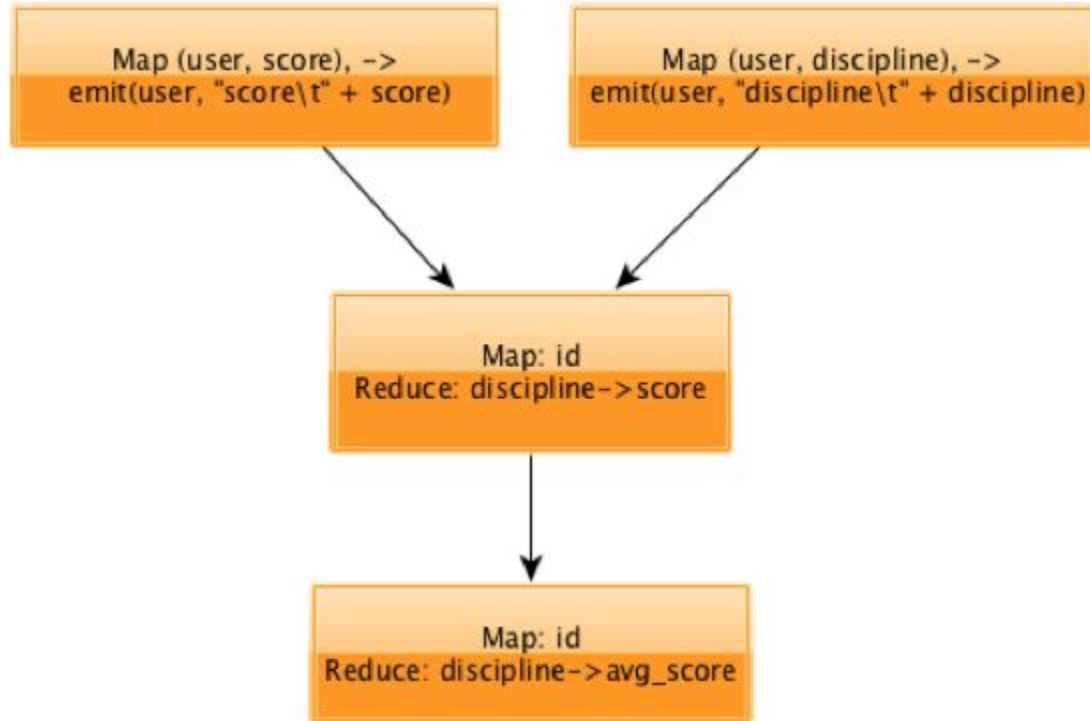 Map (user, score), ->
emit(user, "score\t" + score)
Map (user, discipline), ->
emit(user, "discipline\t" + discipline)
Map: id
Reduce: discipline->score
Map: id
Reduce: discipline->avg_score